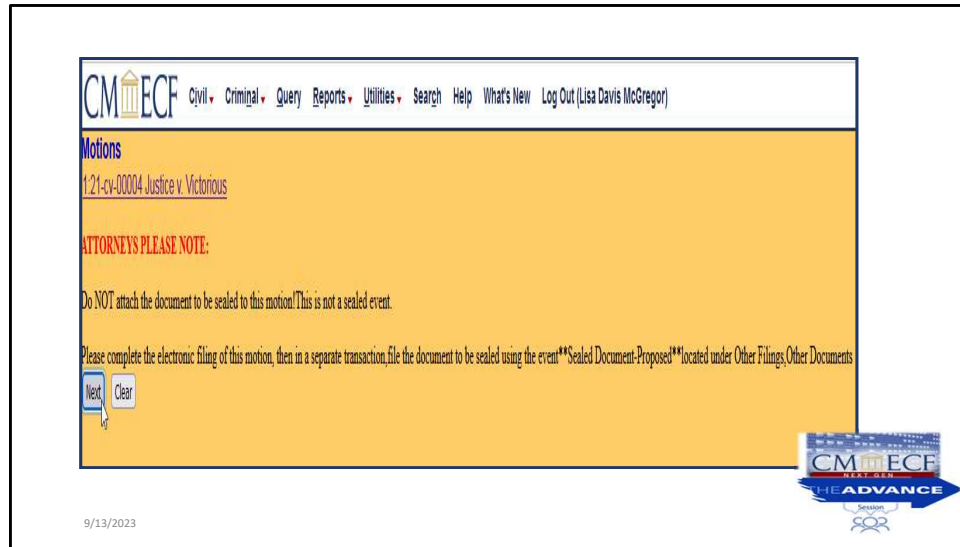 CM ECF Civil Criminal Query Reports Utilities Search Help What's New Log Out (Lisa Davis McGregor)
Motions
1:21-cv-00004 Justice v. Victorious
ATTORNEYS PLEASE NOTE:
Do NOT attach the document to be sealed to this motion!This is not a sealed event.
Please complete the electronic filing of this motion, then in a separate transaction,file the document to be sealed using the event**Sealed Document-Proposed**located under Other Filings,Other Documents
Next Clear
CM ECF
NEXT GEN
THE ADVANCE
Session
9/13/2023